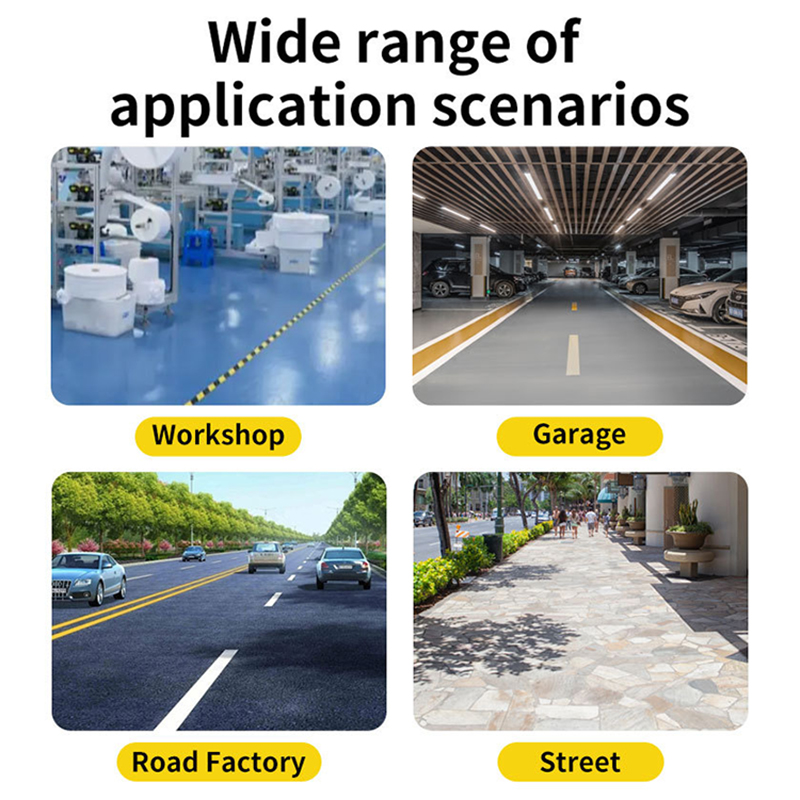 Wide range of
application scenarios
Workshop
Garage
Road Factory
Street